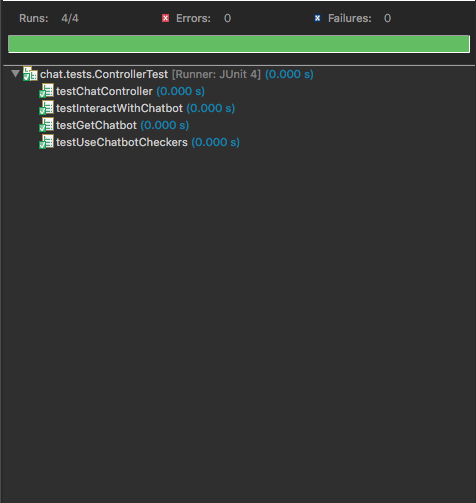 Runs: 4/4 Errors: 0 Failures: 0
chat.tests.ControllerTest [Runner: JUnit 4] (0.000 s)
testChatController (0.000 s)
testInteractWithChatbot (0.000 s)
testGetChatbot (0.000 s)
testUseChatbotCheckers (0.000 s)